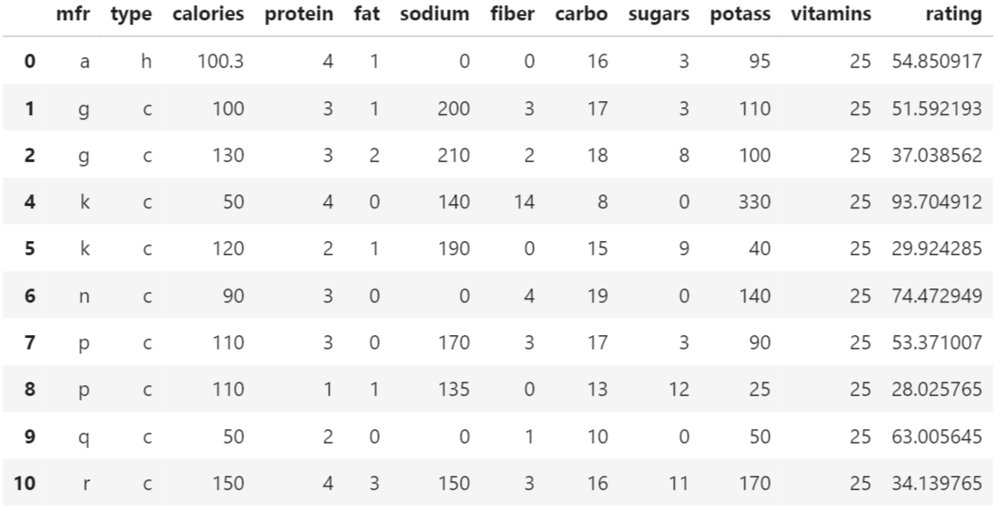 mfr type calories protein fat sodium fiber carbo sugars potass vitamins rating
0 a h 100.3 4 1 0 0 16 3 95 25 54.850917
1 g c 100 3 1 200 3 17 3 110 25 51.592193
2 g c 130 3 2 210 2 18 8 100 25 37.038562
4 k c 50 4 0 140 14 8 0 330 25 93.704912
5 k c 120 2 1 190 0 15 9 40 25 29.924285
6 n c 90 3 0 0 4 19 0 140 25 74.472949
7 p c 110 3 0 170 3 17 3 90 25 53.371007
8 p c 110 1 1 135 0 13 12 25 25 28.025765
9 q c 50 2 0 0 1 10 0 50 25 63.005645
10 r c 150 4 3 150 3 16 11 170 25 34.139765